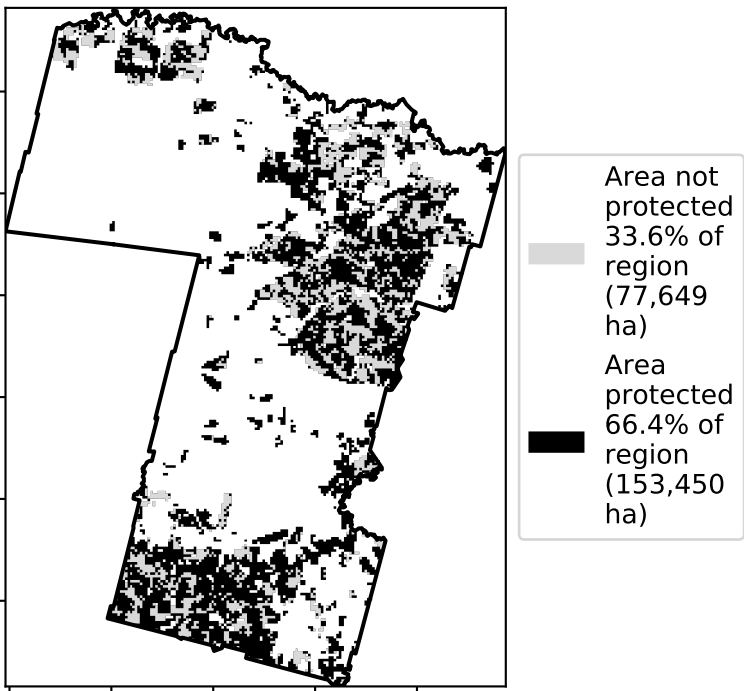 Area not
protected
33.6% of
region
(77,649
ha)
Area
protected
66.4% of
region
(153,450
ha)